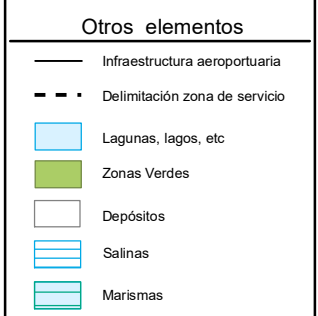 Otros elementos
Infraestructura aeroportuaria
Delimitación zona de servicio
Lagunas, lagos, etc
Zonas Verdes
Depósitos
Salinas
Marismas